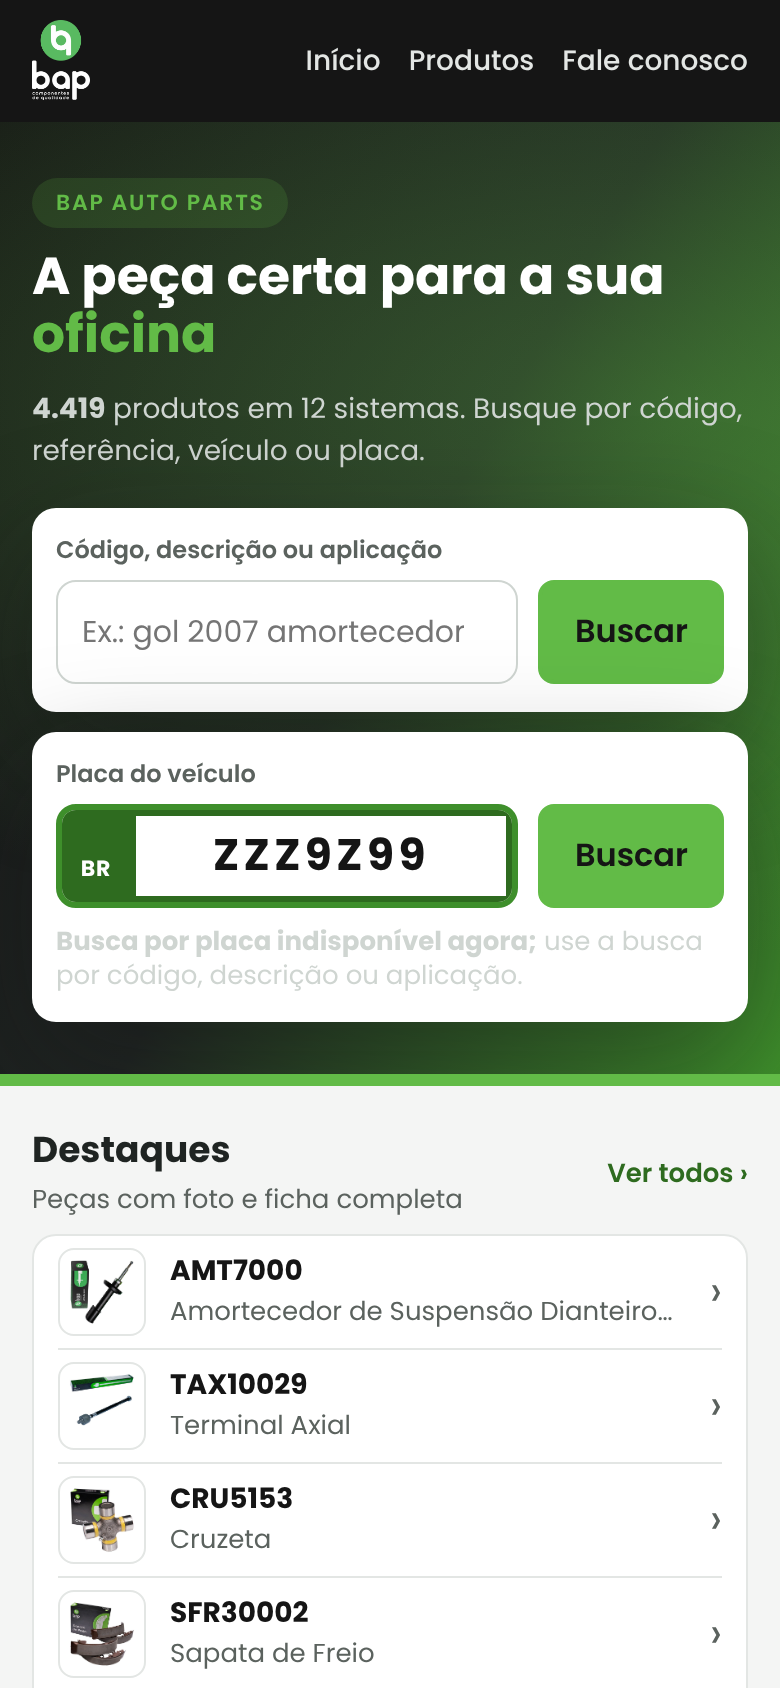 bap
componentes
de qualidade
Início Produtos Fale conosco
BAP AUTO PARTS
A peça certa para a sua
oficina
4.419 produtos em 12 sistemas. Busque por código,
referência, veículo ou placa.
Código, descrição ou aplicação
Ex.: gol 2007 amortecedor Buscar
Placa do veículo
BR ZZZ9Z99 Buscar
Busca por placa indisponível agora; use a busca
por código, descrição ou aplicação.
Destaques
Ver todos ›
Peças com foto e ficha completa
AMT7000
Amortecedor de Suspensão Dianteiro... ›
TAX10029
Terminal Axial ›
CRU5153
Cruzeta ›
SFR30002
Sapata de Freio ›